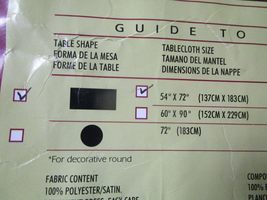 GUIDE TO
TABLE SHAPE
FORMA DE LA MESA
FORME DE LA TABLE
TABLECLOTH SIZE
TAMANO DEL MANTEL
DIMENSIONS DE LA NAPPE
54" X 72" (137CM X 183CM)
60" X 90" (152CM X 229CM)
72" (183CM)
*For decorative round
FABRIC CONTENT
100% POLYESTER/SATIN.
COMPO
100%